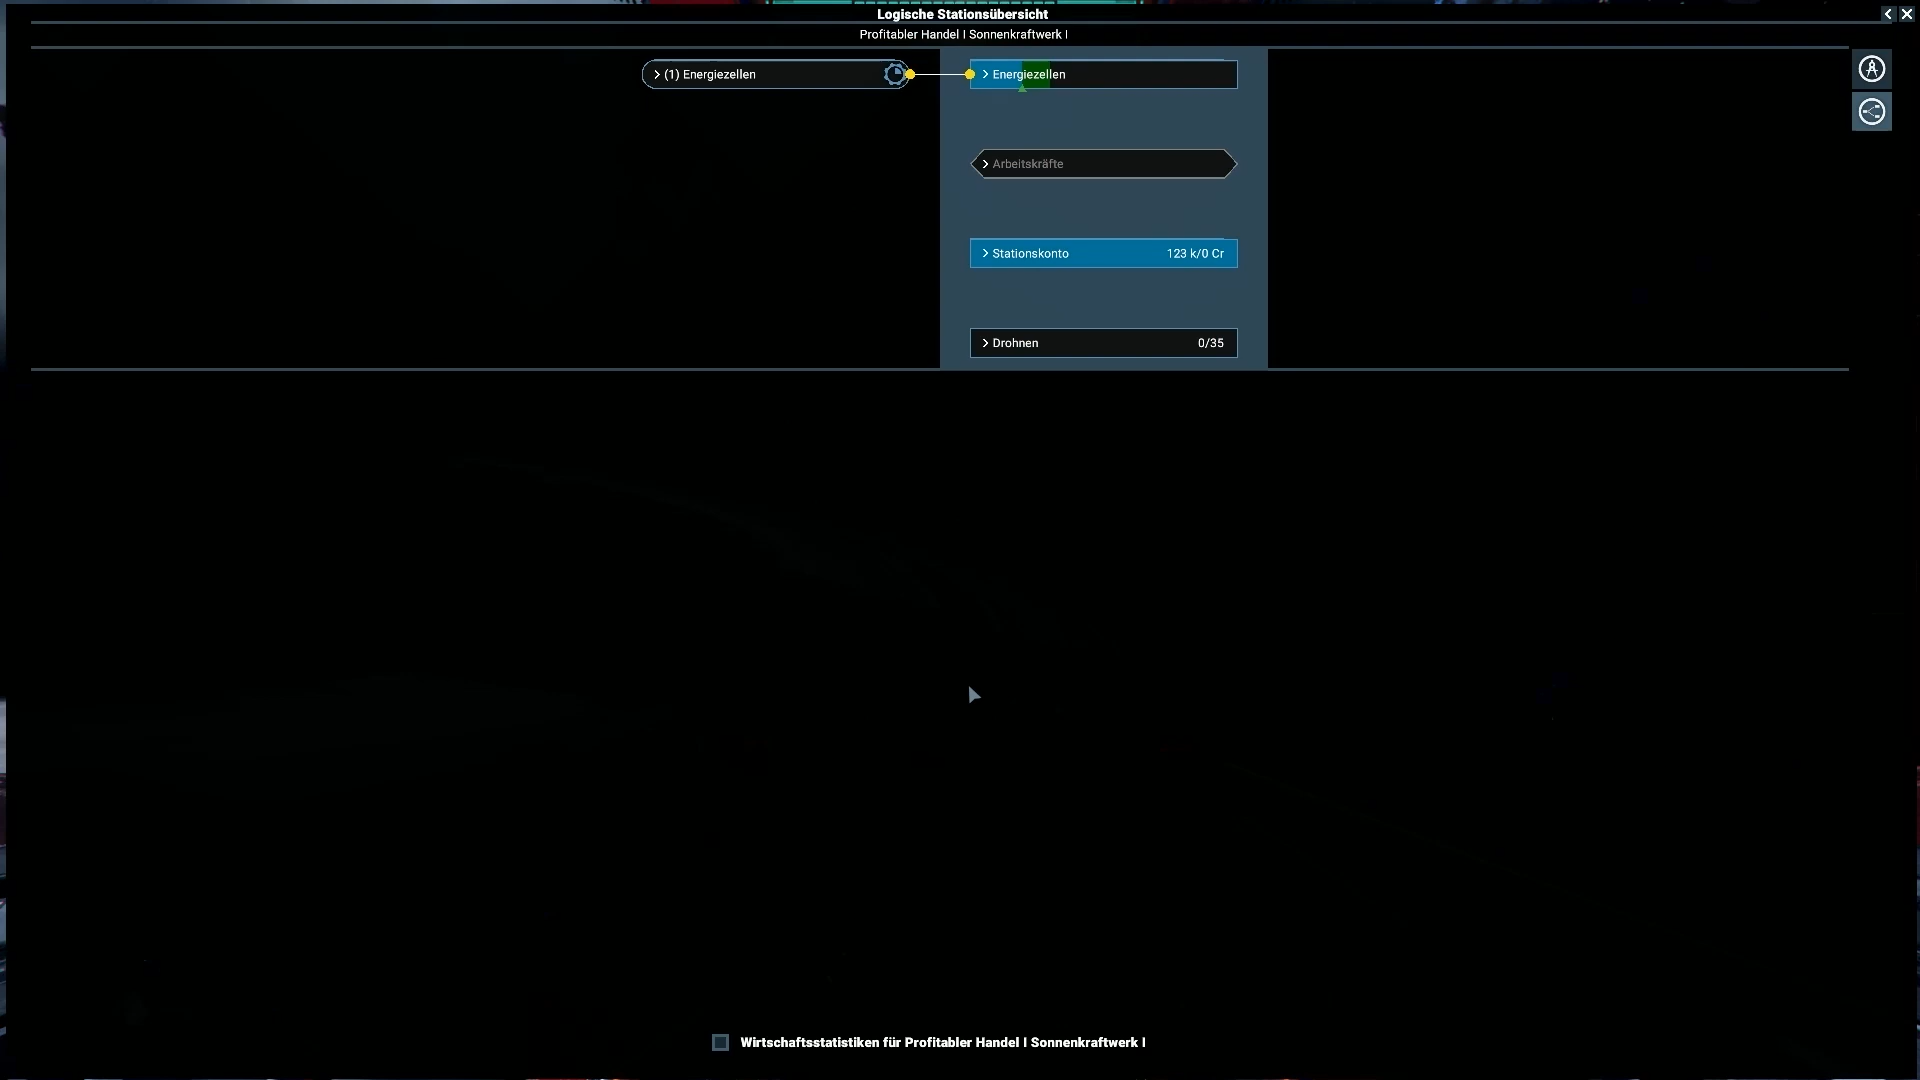 Logische Stationsübersicht
Profitabler Handel I Sonnenkraftwerk I
(1) Energiezellen
Energiezellen
Arbeitskräfte
Stationskonto 123 k/0 Cr
Drohnen 0/35
Wirtschaftsstatistiken für Profitabler Handel I Sonnenkraftwerk I